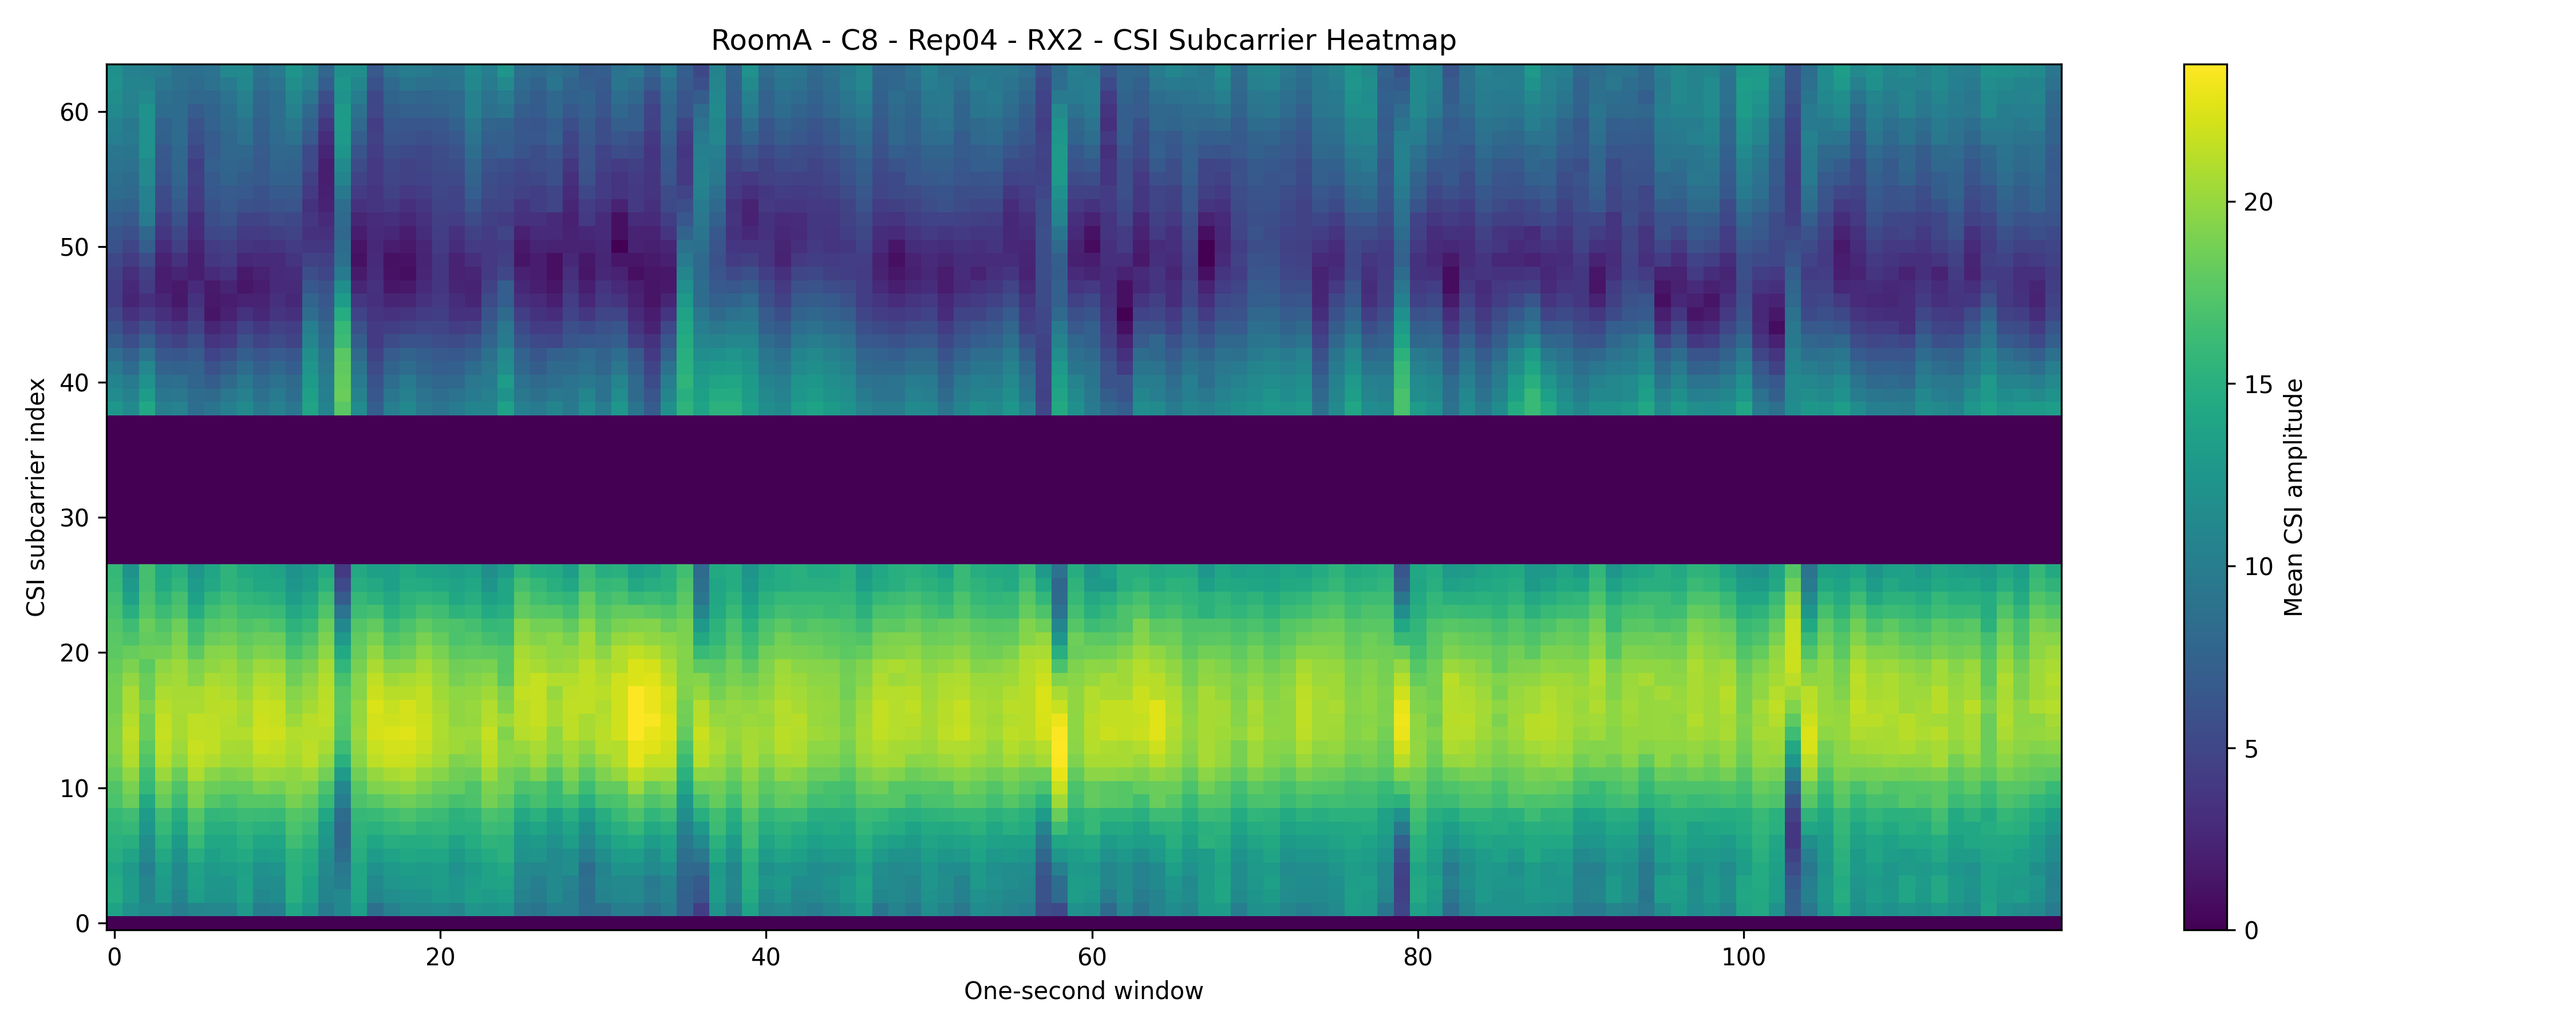 RoomA - C8 - Rep04 - RX2 - CSI Subcarrier Heatmap
CSI subcarrier index
60
50
40
30
20
10
0
0 20 40 60 80 100
One-second window
20
15
10
5
0
Mean CSI amplitude